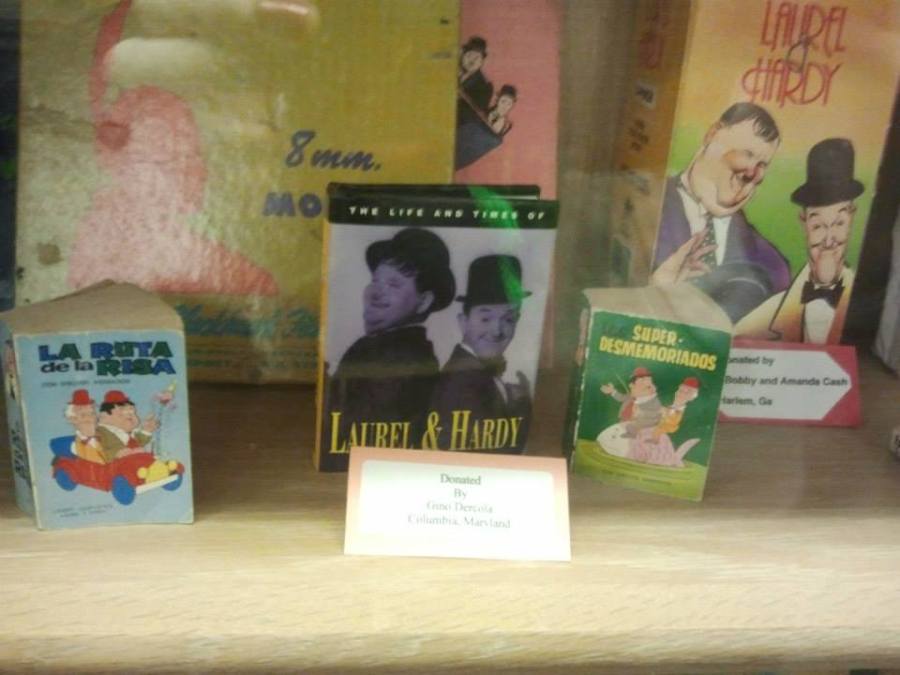 8mm.
MO
LAUREL
&
HARDY
THE LIFE AND TIMES OF
LAUREL & HARDY
LA RUTA
de la RISA
SUPER-
DESMEMORIADOS
Donated
By
Gino Dercola
Columbia, Maryland
onated by
Bobby and Amanda Cash
Harlem, Ga